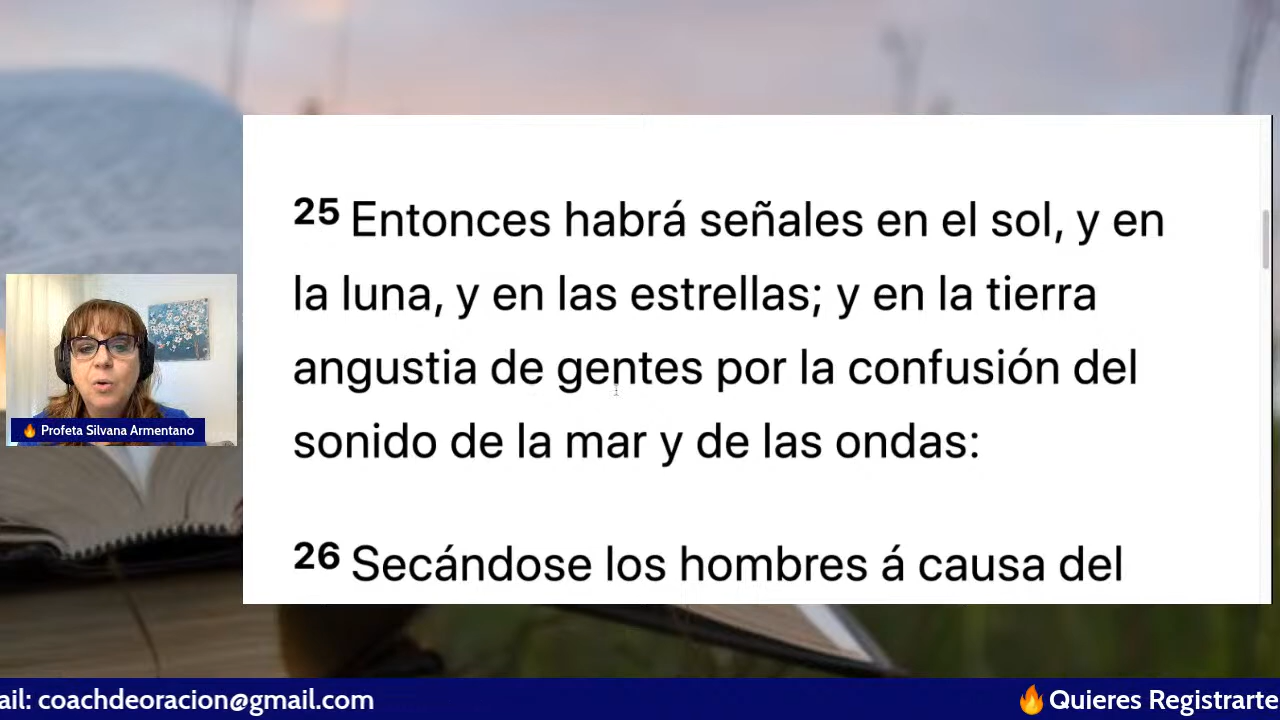 25 Entonces habrá señales en el sol, y en
la luna, y en las estrellas; y en la tierra
angustia de gentes por la confusión del
sonido de la mar y de las ondas:
26 Secándose los hombres á causa del
🔥 Profeta Silvana Armentano
ail: coachdeoracion@gmail.com
🔥Quieres Registrarte